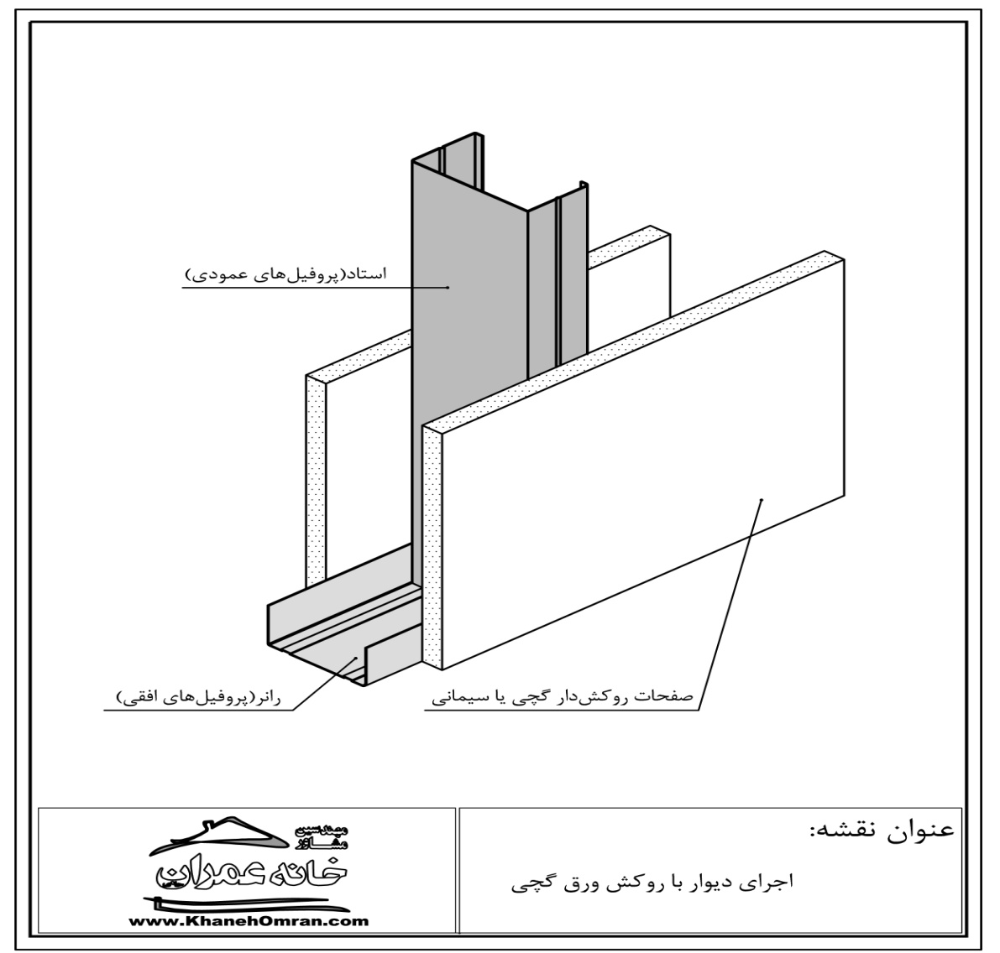 استاد(پروفیل‌های عمودی)
رانر(پروفیل‌های افقی)
صفحات روکش‌دار گچی یا سیمانی
عنوان نقشه:
اجرای دیوار با روکش ورق گچی
مهندسین
مشاور
خانه عمران
www.KhanehOmran.com